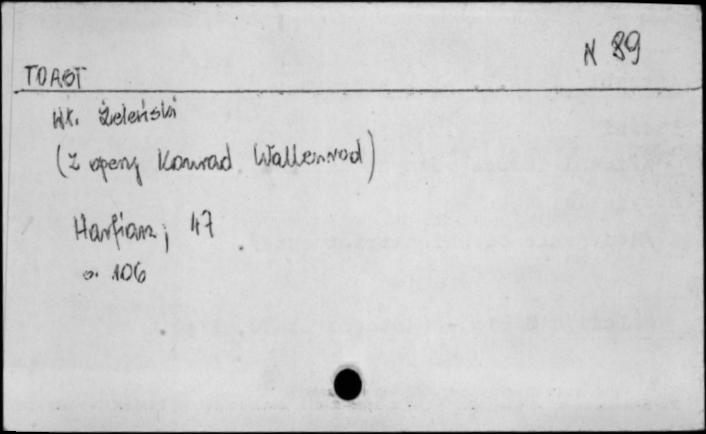 N 89
TOAST
Wł. Żeleński
(Z opery Konrad Wallenrod)
Harfiarz; 47
s. 106